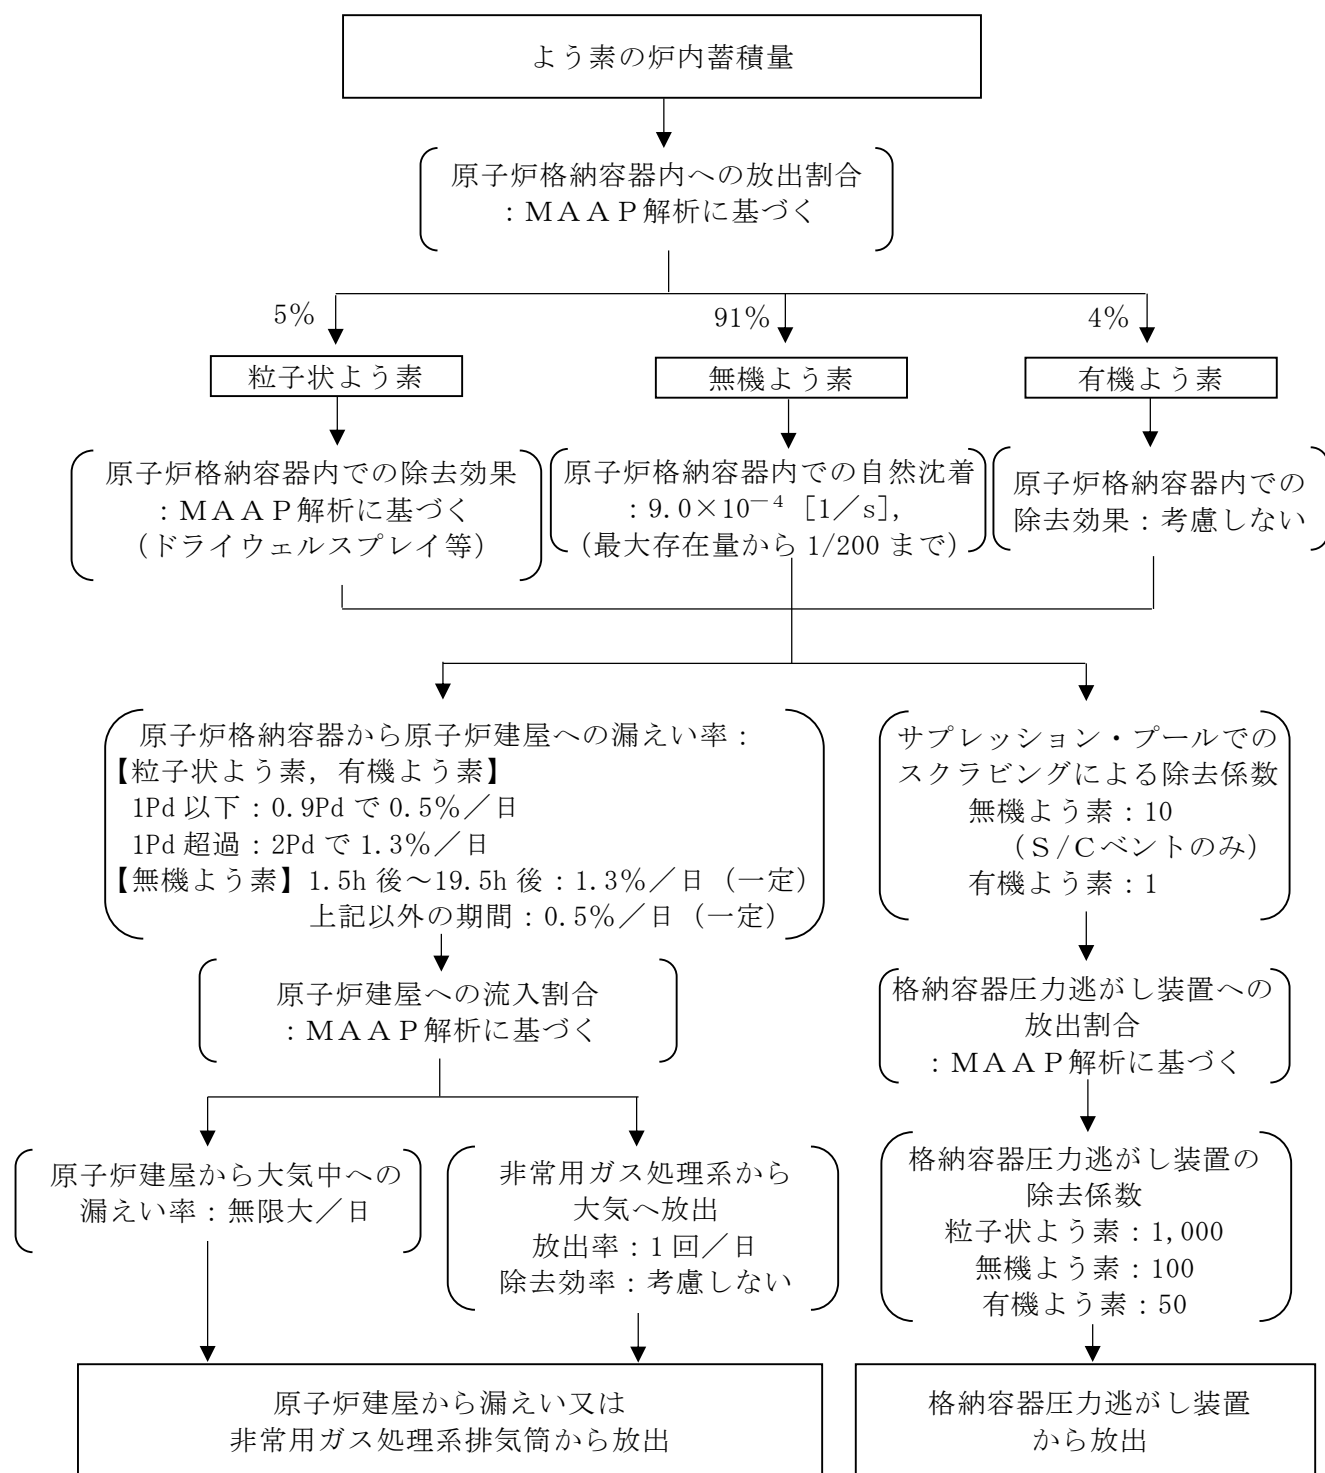 よう素の炉内蓄積量
原子炉格納容器内への放出割合
：ＭＡＡＰ解析に基づく
5%
91%
4%
粒子状よう素
無機よう素
有機よう素
原子炉格納容器内での除去効果
：ＭＡＡＰ解析に基づく
（ドライウェルスプレイ等）
原子炉格納容器内での自然沈着
：9.0×10⁻⁴［1／s］，
（最大存在量から 1/200 まで）
原子炉格納容器内での
除去効果：考慮しない
原子炉格納容器から原子炉建屋への漏えい率：
【粒子状よう素，有機よう素】
1Pd 以下：0.9Pd で 0.5%／日
1Pd 超過：2Pd で 1.3%／日
【無機よう素】1.5h 後～19.5h 後：1.3%／日（一定）
上記以外の期間：0.5%／日（一定）
サプレッション・プールでの
スクラビングによる除去係数
無機よう素：10
（Ｓ/Ｃベントのみ）
有機よう素：1
原子炉建屋への流入割合
：ＭＡＡＰ解析に基づく
格納容器圧力逃がし装置への
放出割合
：ＭＡＡＰ解析に基づく
原子炉建屋から大気中への
漏えい率：無限大／日
非常用ガス処理系から
大気へ放出
放出率：1 回／日
除去効率：考慮しない
格納容器圧力逃がし装置の
除去係数
粒子状よう素：1,000
無機よう素：100
有機よう素：50
原子炉建屋から漏えい又は
非常用ガス処理系排気筒から放出
格納容器圧力逃がし装置
から放出